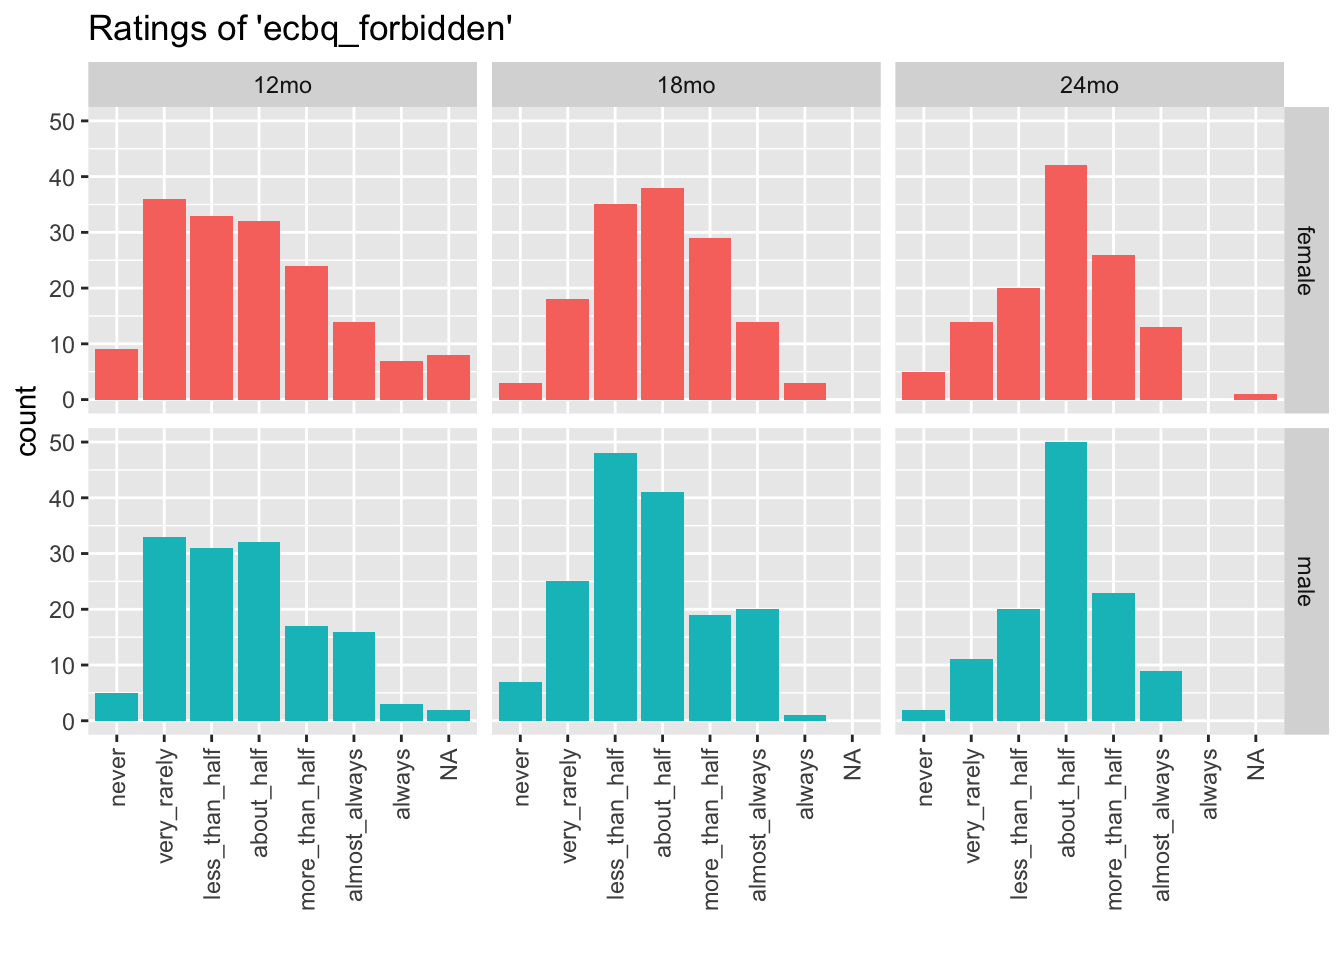 Ratings of 'ecbq_forbidden'
12mo 18mo 24mo
50
40
30
20
10
0
female
count
50
40
30
20
10
0
male
never very_rarely less_than_half about_half more_than_half almost_always always NA
never very_rarely less_than_half about_half more_than_half almost_always always NA
never very_rarely less_than_half about_half more_than_half almost_always always NA